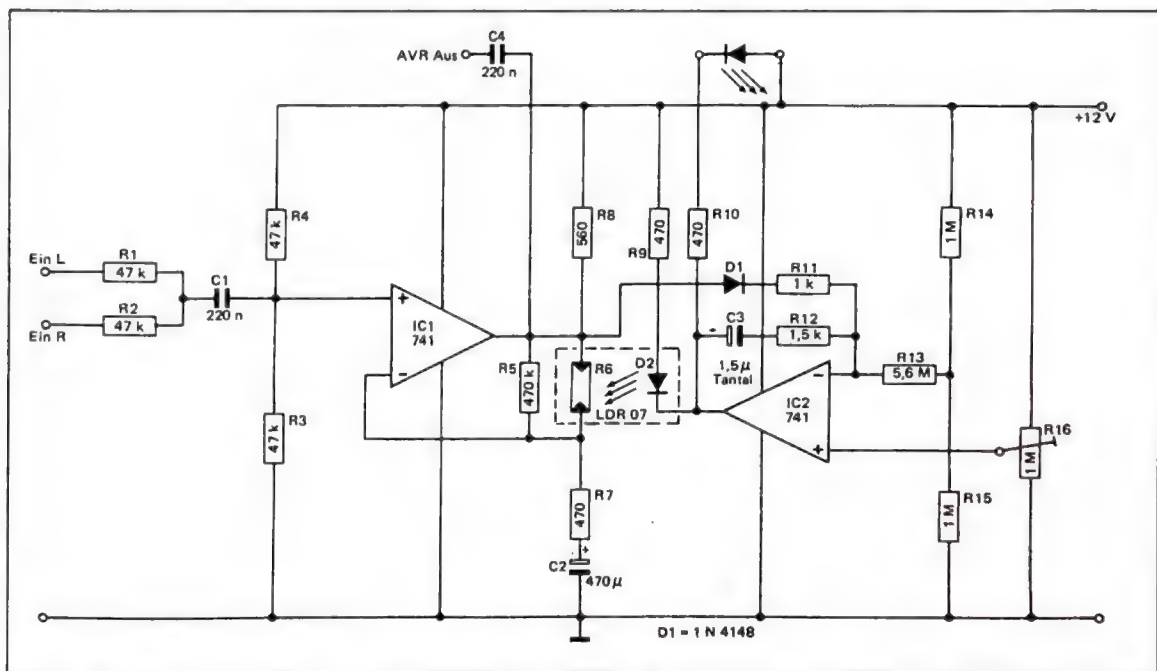 C4
AVR Aus
220 n
+12 V
R4
47 k
R8
560
R9
470
R10
470
R14
1 M
Ein L
R1
47 k
C1
220 n
R2
47 k
Ein R
D1
R11
1 k
C3
+
R12
1,5 k
1,5 µ
Tantal
R13
5,6 M
+
IC1
741
−
R5
470 k
R6
D2
LDR 07
−
IC2
741
+
R16
1 M
R3
47 k
R7
470
R15
1 M
+
C2
470 µ
D1 = 1 N 4148